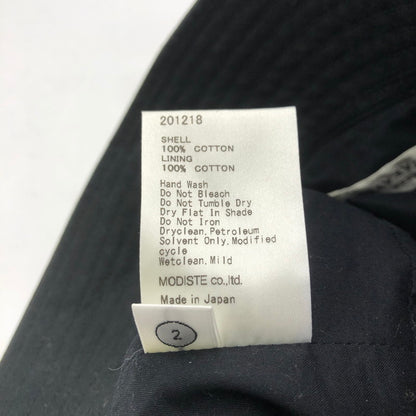 201218
SHELL
100% COTTON
LINING
100% COTTON
Hand Wash
Do Not Bleach
Do Not Tumble Dry
Dry Flat In Shade
Do Not Iron
Dryclean. Petroleum
Solvent Only. Modified
cycle
Wetclean. Mild
MODISTE co., ltd.
Made in Japan
2